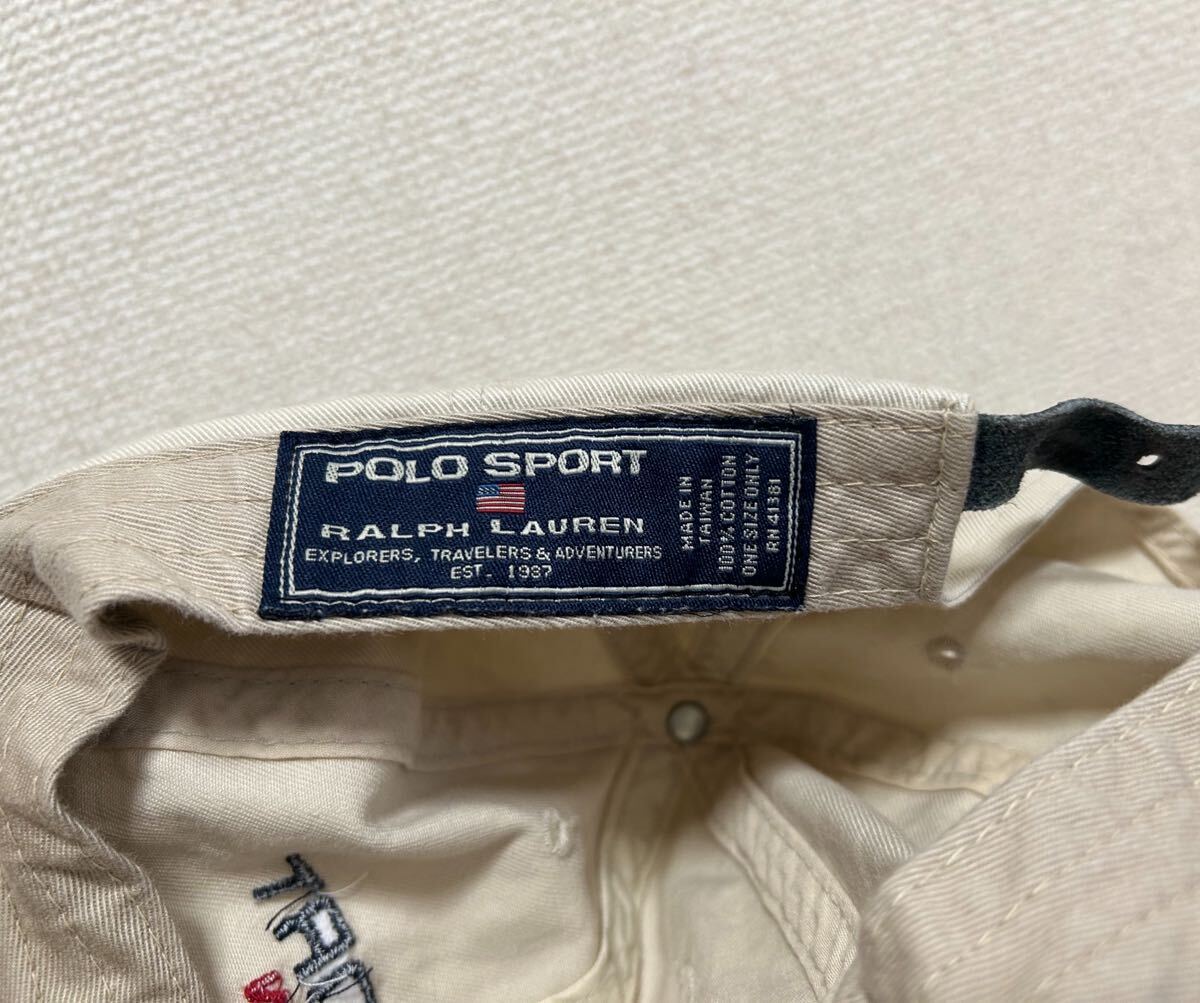 POLO SPORT
RALPH LAUREN
EXPLORERS, TRAVELERS & ADVENTURERS
EST. 1987
MADE IN
TAIWAN
100% COTTON
ONE SIZE ONLY
RN 41381